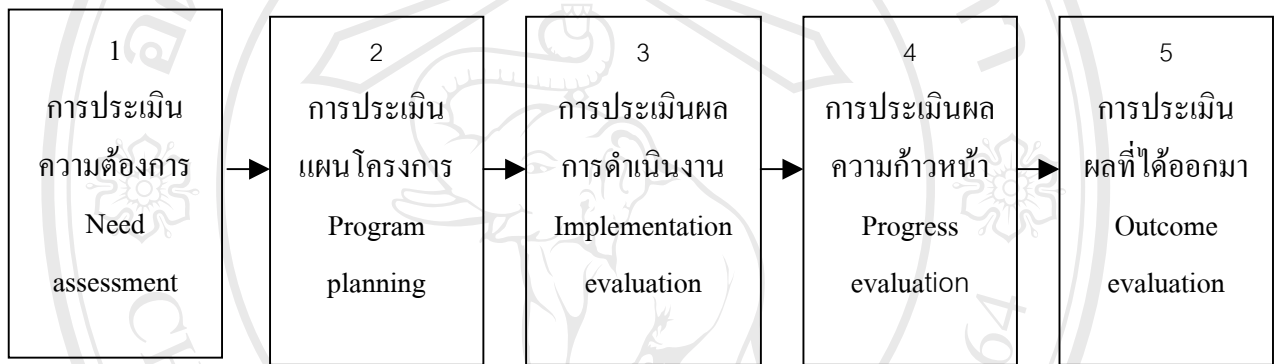 1
การประเมิน
ความต้องการ
Need
assessment
2
การประเมิน
แผนโครงการ
Program
planning
3
การประเมินผล
การดำเนินงาน
Implementation
evaluation
4
การประเมินผล
ความก้าวหน้า
Progress
evaluation
5
การประเมิน
ผลที่ได้ออกมา
Outcome
evaluation
64